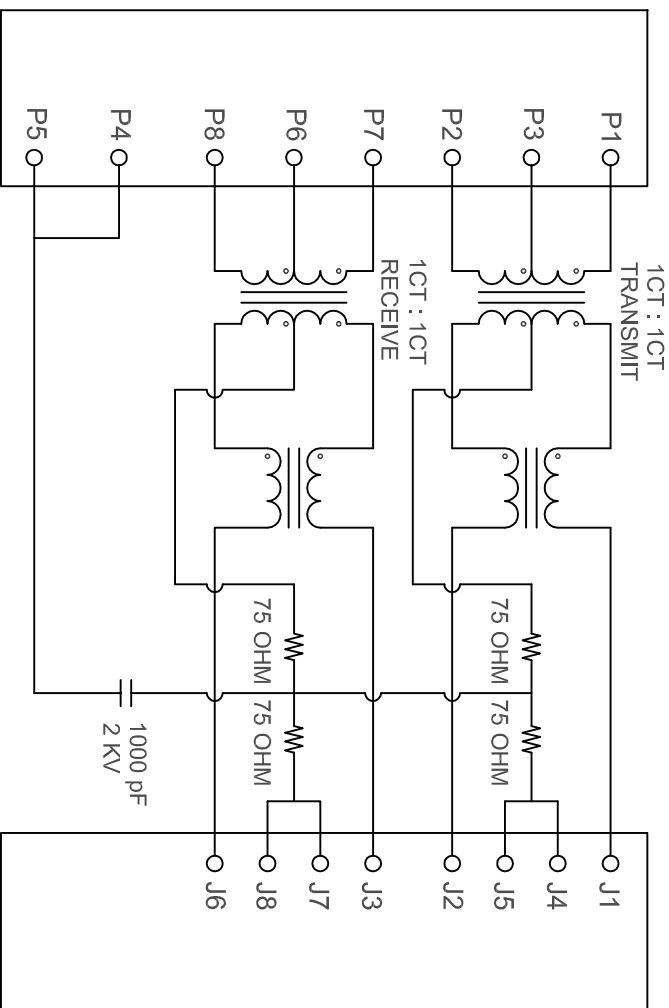 P1
P3
P2
P7
P6
P8
P4
P5
1CT : 1CT
TRANSMIT
1CT : 1CT
RECEIVE
75 OHM
75 OHM
75 OHM
75 OHM
1000 pF
2 KV
J1
J4
J5
J2
J3
J7
J8
J6